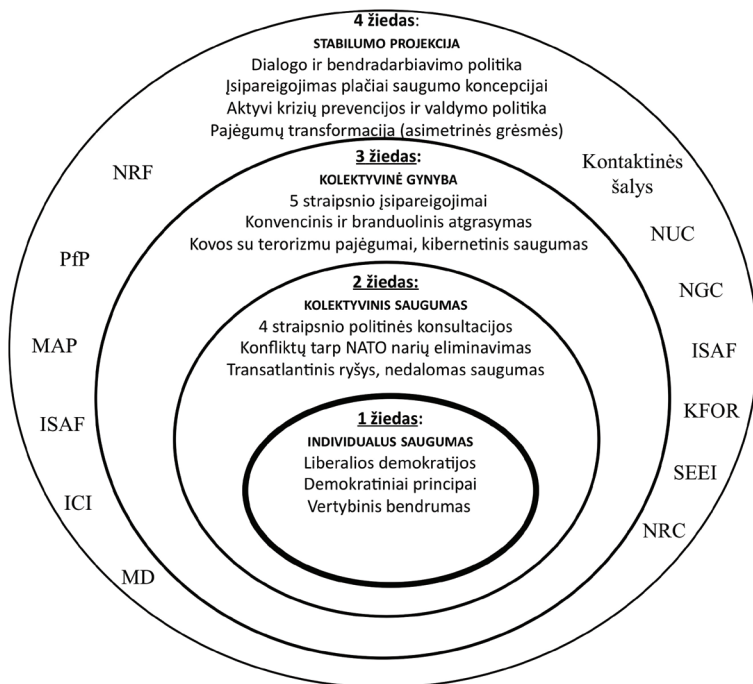 4 žiedas:
STABILUMO PROJEKCIJA
Dialogo ir bendradarbiavimo politika
Įsipareigojimas plačiai saugumo koncepcijai
Aktyvi krizių prevencijos ir valdymo politika
Pajėgumų transformacija (asimetrinės grėsmės)
3 žiedas:
KOLEKTYVINĖ GYNYBA
5 straipsnio įsipareigojimai
Konvencinis ir branduolinis atgrasymas
Kovos su terorizmu pajėgumai, kibernetinis saugumas
2 žiedas:
KOLEKTYVINIS SAUGUMAS
4 straipsnio politinės konsultacijos
Konfliktų tarp NATO narių eliminavimas
Transatlantinis ryšys, nedalomas saugumas
1 žiedas:
INDIVIDUALUS SAUGUMAS
Liberalios demokratijos
Demokratiniai principai
Vertybinis bendrumas
NRF
PfP
MAP
ISAF
ICI
MD
Kontaktinės
šalys
NUC
NGC
ISAF
KFOR
SEEI
NRC